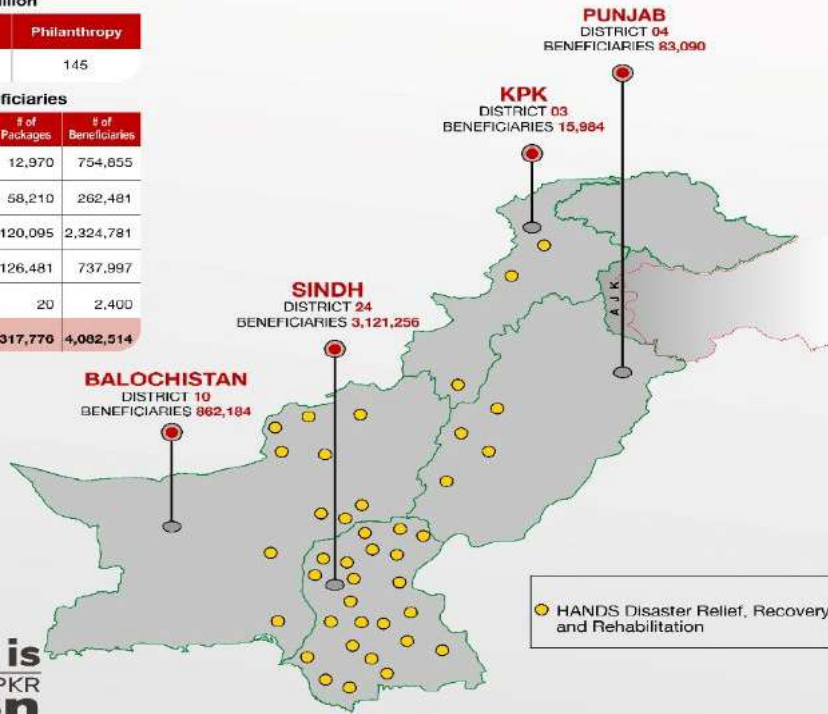 Philanthropy
145
# of Packages # of Beneficiaries
12,970 754,855
58,210 262,481
120,095 2,324,781
126.481 737,997
20 2,400
317,776 4,082,514
PUNJAB
DISTRICT 04
BENEFICIARIES 83,090
KPK
DISTRICT 03
BENEFICIARIES 15,984
SINDH
DISTRICT 24
BENEFICIARIES 3,121,256
BALOCHISTAN
DISTRICT 10
BENEFICIARIES 862,184
AJK
HANDS Disaster Relief, Recovery
and Rehabilitation
is
PKR